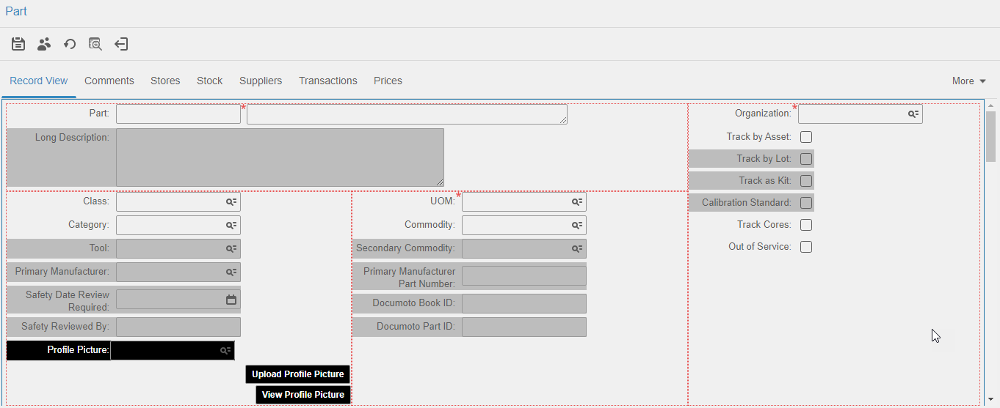 Part
Record View Comments Stores Stock Suppliers Transactions Prices More
Part: *
Long Description:
Organization: *
Track by Asset:
Track by Lot:
Track as Kit:
Calibration Standard:
Track Cores:
Out of Service:
Class:
Category:
Tool:
Primary Manufacturer:
Safety Date Review
Required:
Safety Reviewed By:
Profile Picture:
Upload Profile Picture
View Profile Picture
UOM: *
Commodity:
Secondary Commodity:
Primary Manufacturer
Part Number:
Documoto Book ID:
Documoto Part ID: